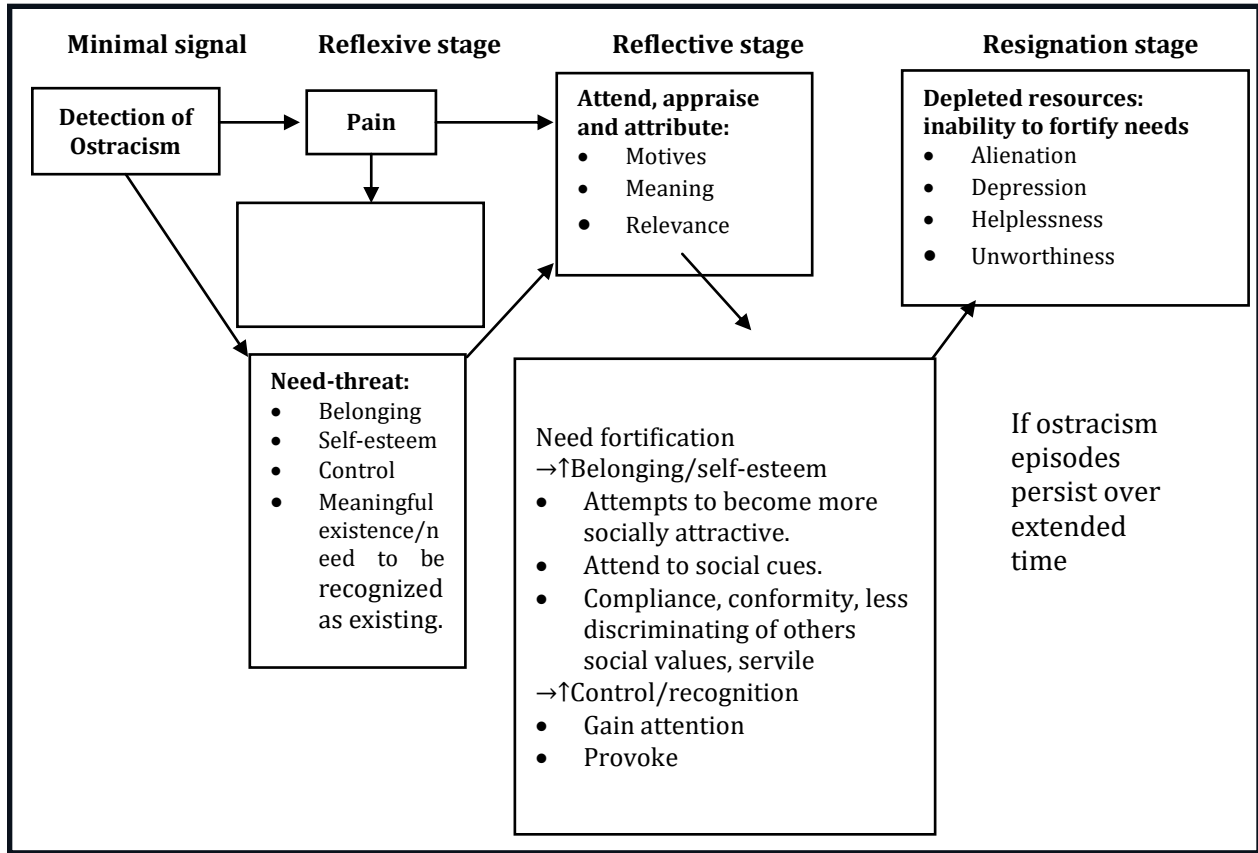 Minimal signal
Reflexive stage
Reflective stage
Resignation stage
Detection of
Ostracism
Pain
Attend, appraise
and attribute:
• Motives
• Meaning
• Relevance
Depleted resources:
inability to fortify needs
• Alienation
• Depression
• Helplessness
• Unworthiness
Need-threat:
• Belonging
• Self-esteem
• Control
• Meaningful
existence/n
eed to be
recognized
as existing.
Need fortification
→↑Belonging/self-esteem
• Attempts to become more
socially attractive.
• Attend to social cues.
• Compliance, conformity, less
discriminating of others
social values, servile
→↑Control/recognition
• Gain attention
• Provoke
If ostracism
episodes
persist over
extended
time